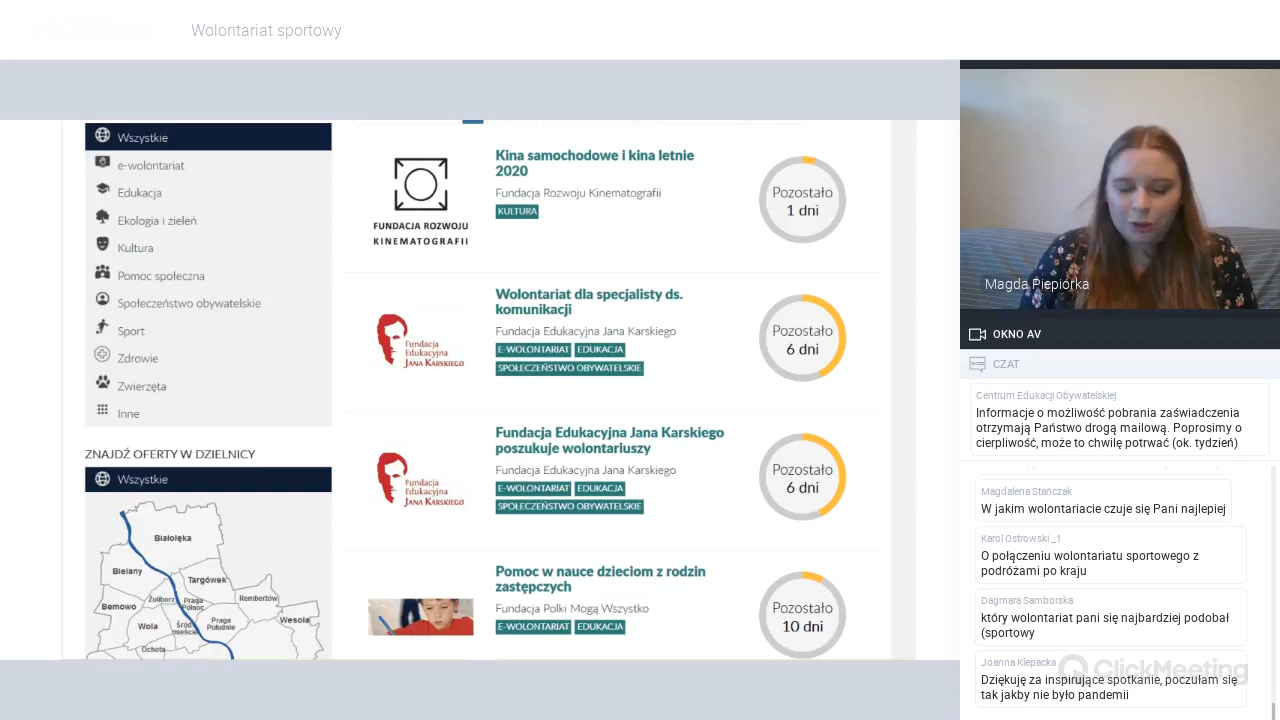 Wolontariat sportowy
Wszystkie
e-wolontariat
Edukacja
Ekologia i zieleń
Kultura
Pomoc społeczna
Społeczeństwo obywatelskie
Sport
Zdrowie
Zwierzęta
Inne
ZNAJDŹ OFERTY W DZIELNICY
Wszystkie
Białołęka
Bielany
Targówek
Żoliborz
Praga
Północ
Rembertów
Bemowo
Wola
Śród
mieście
Praga
Południe
Wesoła
Ochota
FUNDACJA ROZWOJU
KINEMATOGRAFII
Kina samochodowe i kina letnie
2020
Fundacja Rozwoju Kinematografii
KULTURA
Pozostało
1 dni
Fundacja
Edukacyjna
JANA KARSKIEGO
Wolontariat dla specjalisty ds.
komunikacji
Fundacja Edukacyjna Jana Karskiego
E-WOLONTARIAT EDUKACJA
SPOŁECZEŃSTWO OBYWATELSKIE
Pozostało
6 dni
Fundacja
Edukacyjna
JANA KARSKIEGO
Fundacja Edukacyjna Jana Karskiego
poszukuje wolontariuszy
Fundacja Edukacyjna Jana Karskiego
E-WOLONTARIAT EDUKACJA
SPOŁECZEŃSTWO OBYWATELSKIE
Pozostało
6 dni
Pomoc w nauce dzieciom z rodzin
zastępczych
Fundacja Polki Mogą Wszystko
E-WOLONTARIAT EDUKACJA
Pozostało
10 dni
Magda Piepiórka
OKNO AV
CZAT
Centrum Edukacji Obywatelskiej
Informacje o możliwość pobrania zaświadczenia
otrzymają Państwo drogą mailową. Poprosimy o
cierpliwość, może to chwilę potrwać (ok. tydzień)
Magdalena Stańczak
W jakim wolontariacie czuje się Pani najlepiej
Karol Ostrowski _1
O połączeniu wolontariatu sportowego z
podróżami po kraju
Dagmara Samborska
który wolontariat pani się najbardziej podobał
(sportowy
Joanna Klepacka
Dziękuję za inspirujące spotkanie, poczułam się
tak jakby nie było pandemii
ClickMeeting